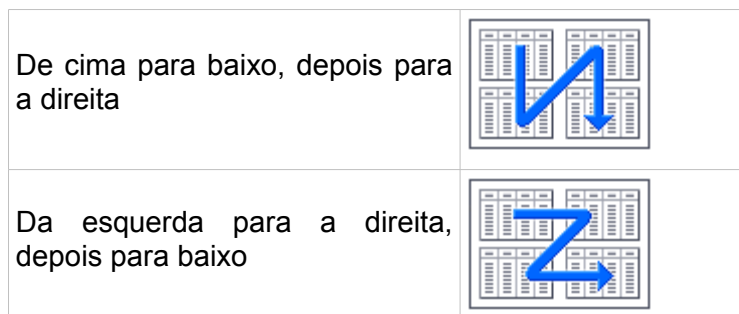 De cima para baixo, depois para
a direita
Da esquerda para a direita,
depois para baixo